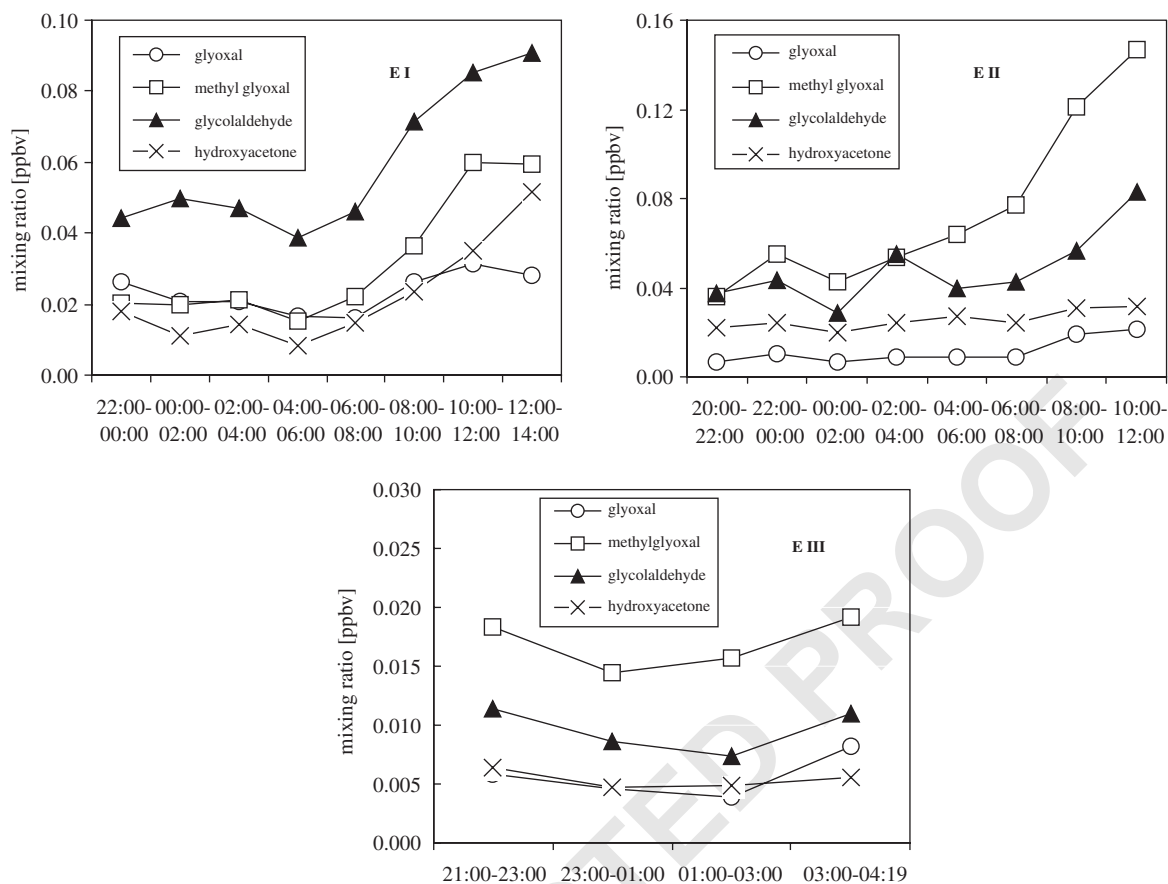 0.10
0.08
0.06
0.04
0.02
0.00
mixing ratio [ppbv]
glyoxal
methyl glyoxal
glycolaldehyde
hydroxyacetone
E I
22:00- 00:00- 02:00- 04:00- 06:00- 08:00- 10:00- 12:00-
00:00 02:00 04:00 06:00 08:00 10:00 12:00 14:00
0.16
0.12
0.08
0.04
0.00
mixing ratio [ppbv]
glyoxal
methyl glyoxal
glycolaldehyde
hydroxyacetone
E II
20:00- 22:00- 00:00- 02:00- 04:00- 06:00- 08:00- 10:00-
22:00 00:00 02:00 04:00 06:00 08:00 10:00 12:00
0.030
0.025
0.020
0.015
0.010
0.005
0.000
mixing ratio [ppbv]
glyoxal
methylglyoxal
glycolaldehyde
hydroxyacetone
E III
21:00-23:00 23:00-01:00 01:00-03:00 03:00-04:19
TED PROOF